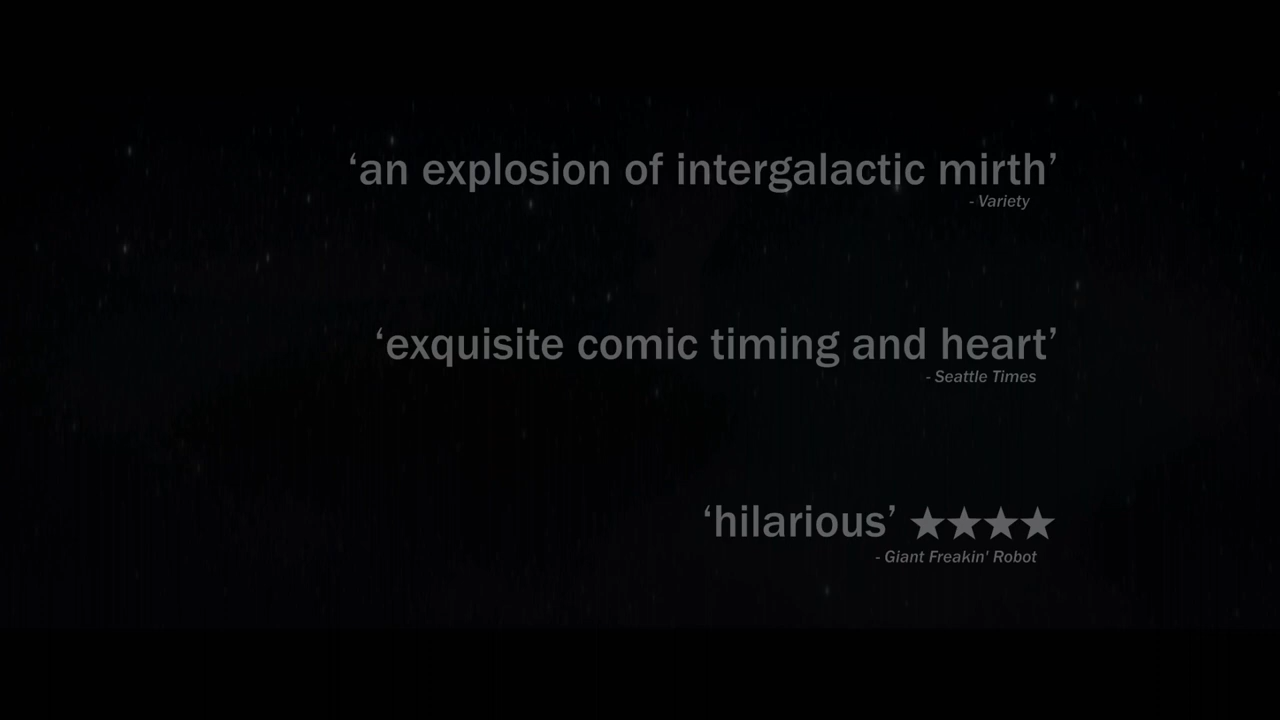 ‘an explosion of intergalactic mirth’
- Variety
‘exquisite comic timing and heart’
- Seattle Times
‘hilarious’ ★★★★
- Giant Freakin' Robot